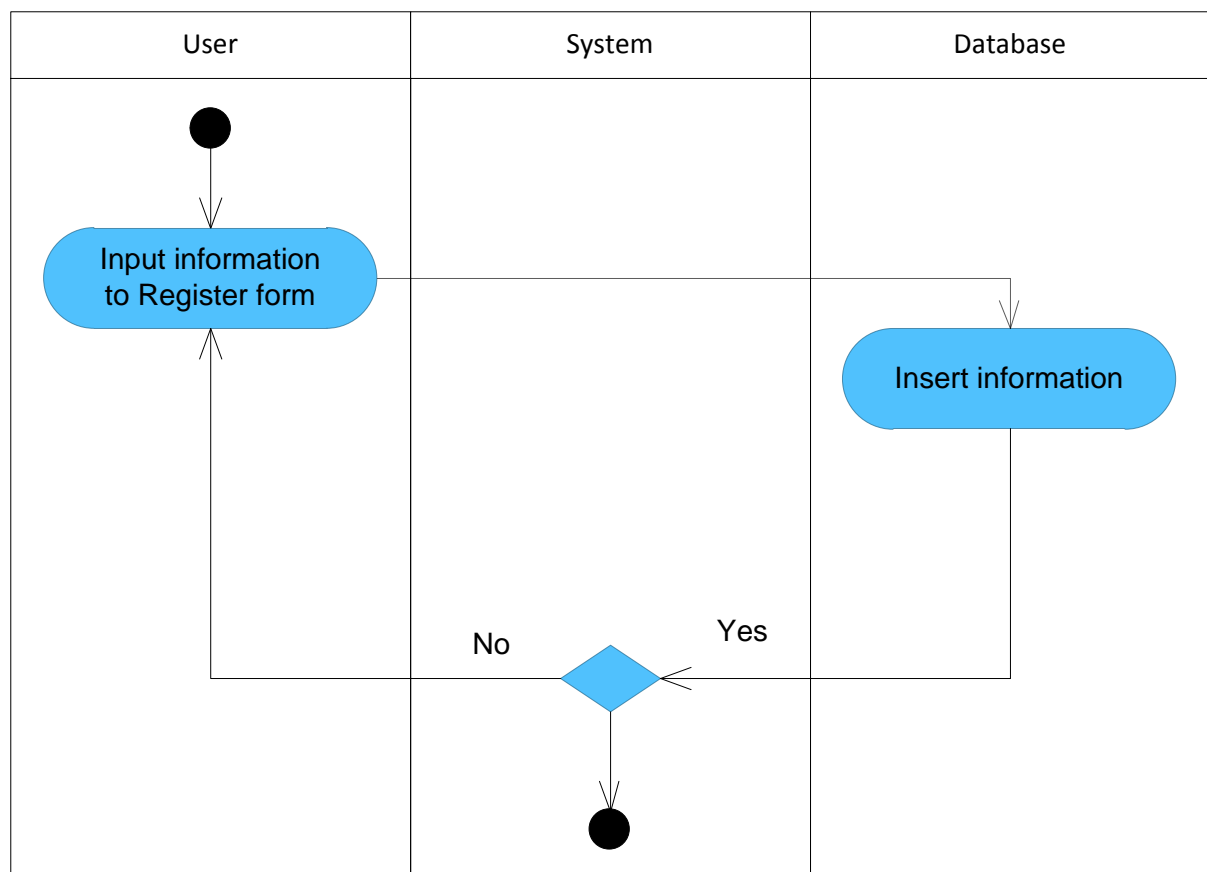 User
System
Database
Input information
to Register form
Insert information
No
Yes